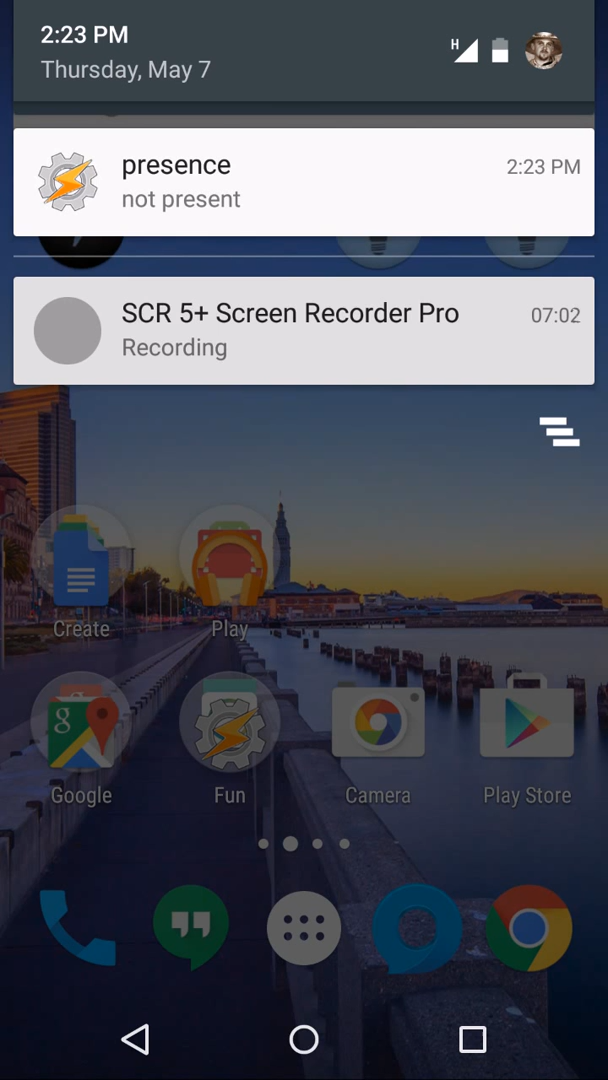 2:23 PM
Thursday, May 7
H
presence
2:23 PM
not present
SCR 5+ Screen Recorder Pro
07:02
Recording
Create
Play
g
Google
Fun
Camera
Play Store